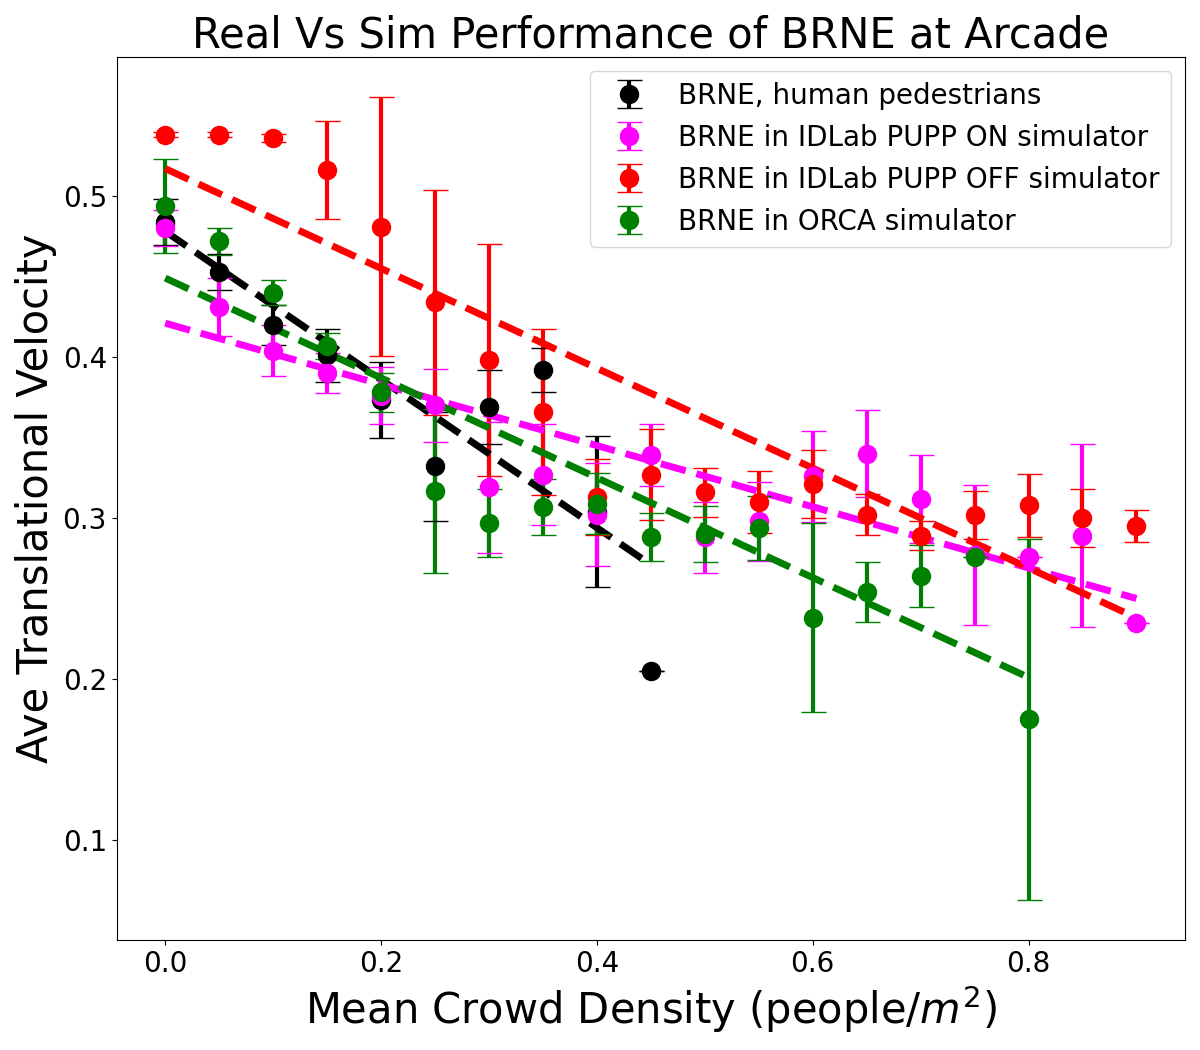 Real Vs Sim Performance of BRNE at Arcade
BRNE, human pedestrians
BRNE in IDLab PUPP ON simulator
BRNE in IDLab PUPP OFF simulator
BRNE in ORCA simulator
Ave Translational Velocity
0.5
0.4
0.3
0.2
0.1
0.0 0.2 0.4 0.6 0.8
Mean Crowd Density (people/m²)